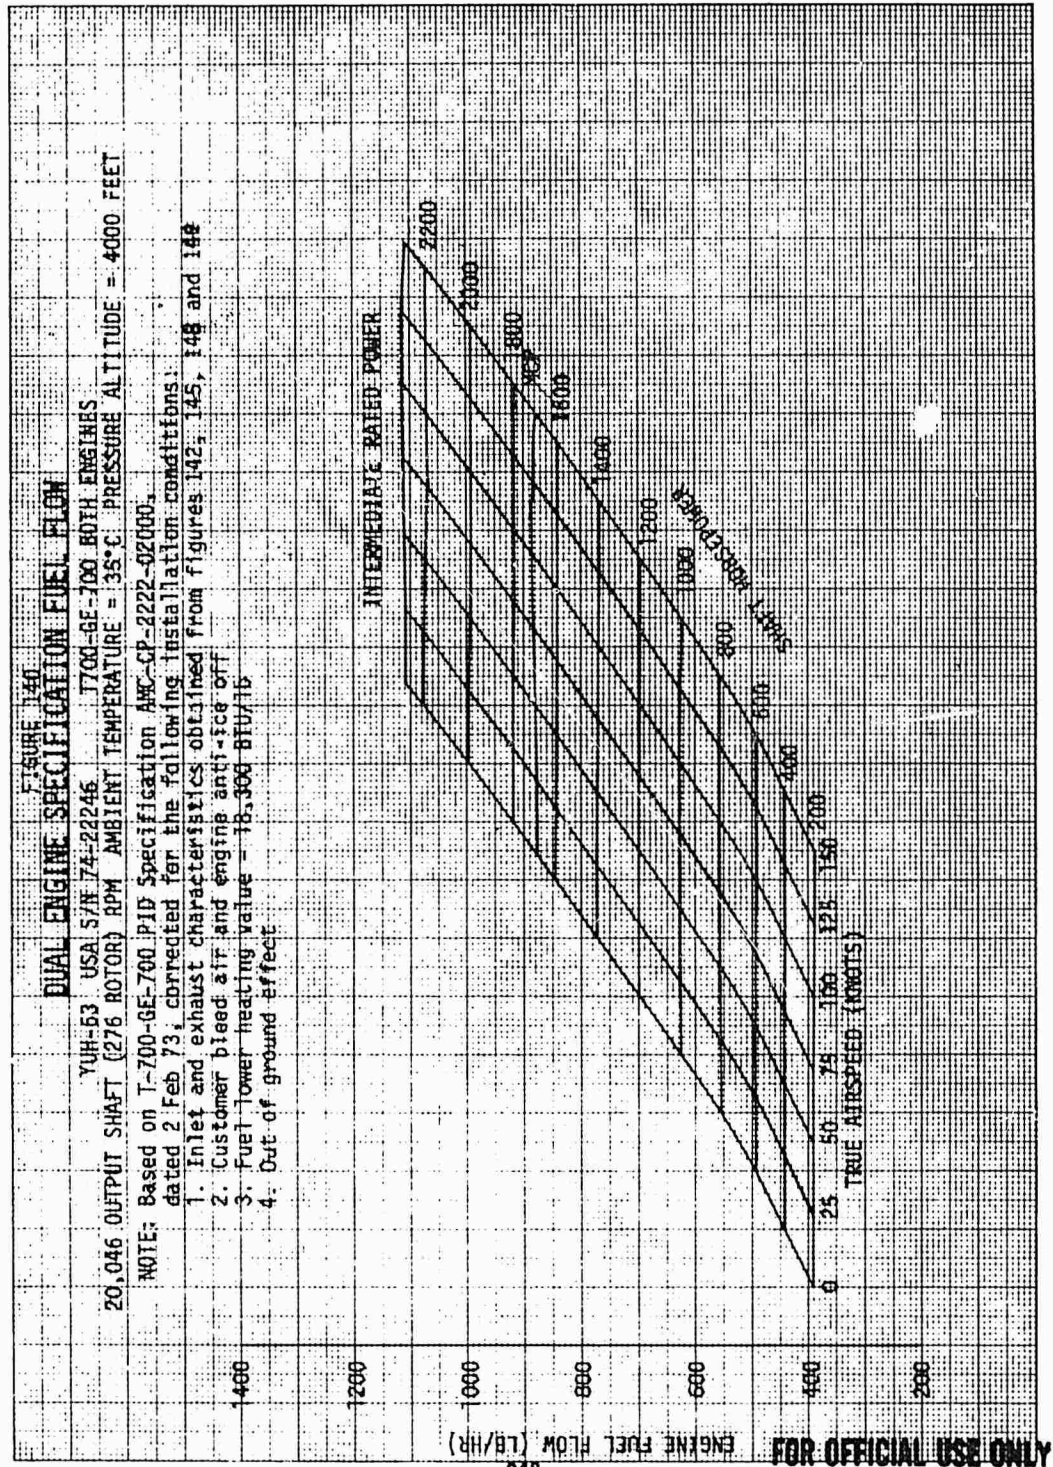 FIGURE 140
DUAL ENGINE SPECIFICATION FUEL FLOW
YUH-63 USA S/N 74-22246 T700-GE-700 BOTH ENGINES
20,046 OUTPUT SHAFT (276 ROTOR) RPM AMBIENT TEMPERATURE = 35°C PRESSURE ALTITUDE = 4000 FEET
NOTE: Based on T-700-GE-700 PID Specification AMC-CP-2222-02000,
dated 2 Feb 73, corrected for the following installation conditions:
1. Inlet and exhaust characteristics obtained from figures 142, 145, 148 and
2. Customer bleed air and engine anti-ice off
3. Fuel lower heating value = 18,300 BTU/lb
4. Out of ground effect
INTERMEDIATE RATED POWER
2200
2000
1800
MCP
1600
1400
1200
1000
800
600
400
200
SHAFT HORSEPOWER
0 25 50 75 100 125 150
TRUE AIRSPEED (KNOTS)
1400
1200
1000
800
600
400
200
ENGINE FUEL FLOW (LB/HR)
FOR OFFICIAL USE ONLY